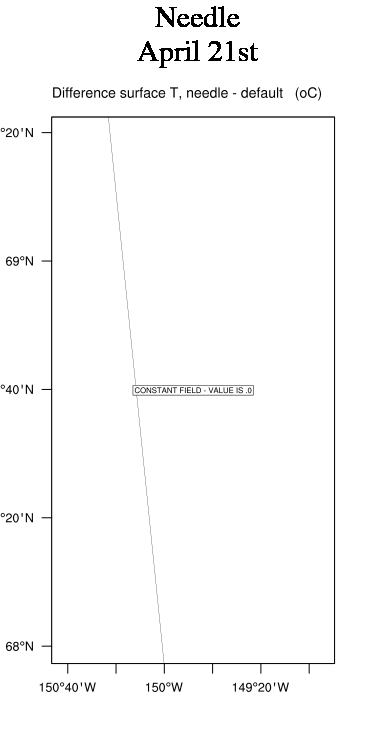 Needle
April 21st
Difference surface T, needle - default (oC)
°20'N
69°N
°40'N
CONSTANT FIELD - VALUE IS .0
°20'N
68°N
150°40'W 150°W 149°20'W